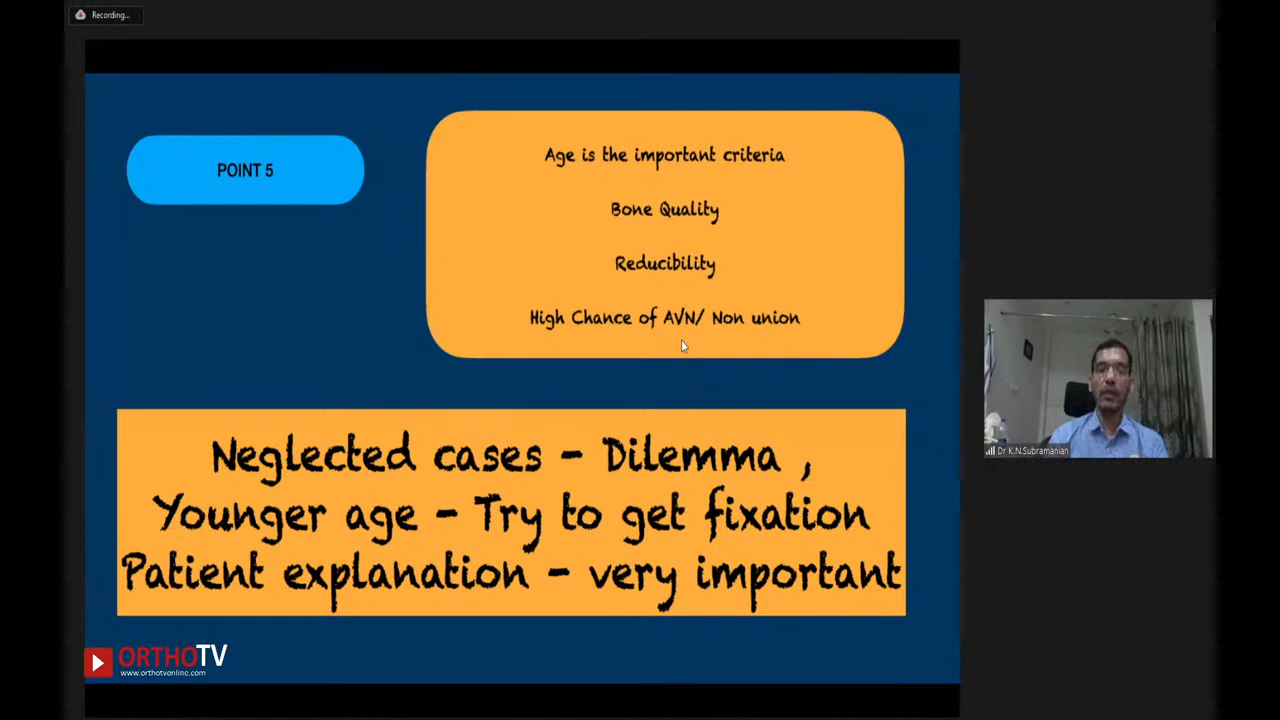 Recording...
POINT 5
Age is the important criteria
Bone Quality
Reducibility
High Chance of AVN/ Non union
Neglected cases - Dilemma ,
Younger age - Try to get fixation
Patient explanation - very important
Dr K.N.Subramanian
ORTHOTV
www.orthotvonline.com